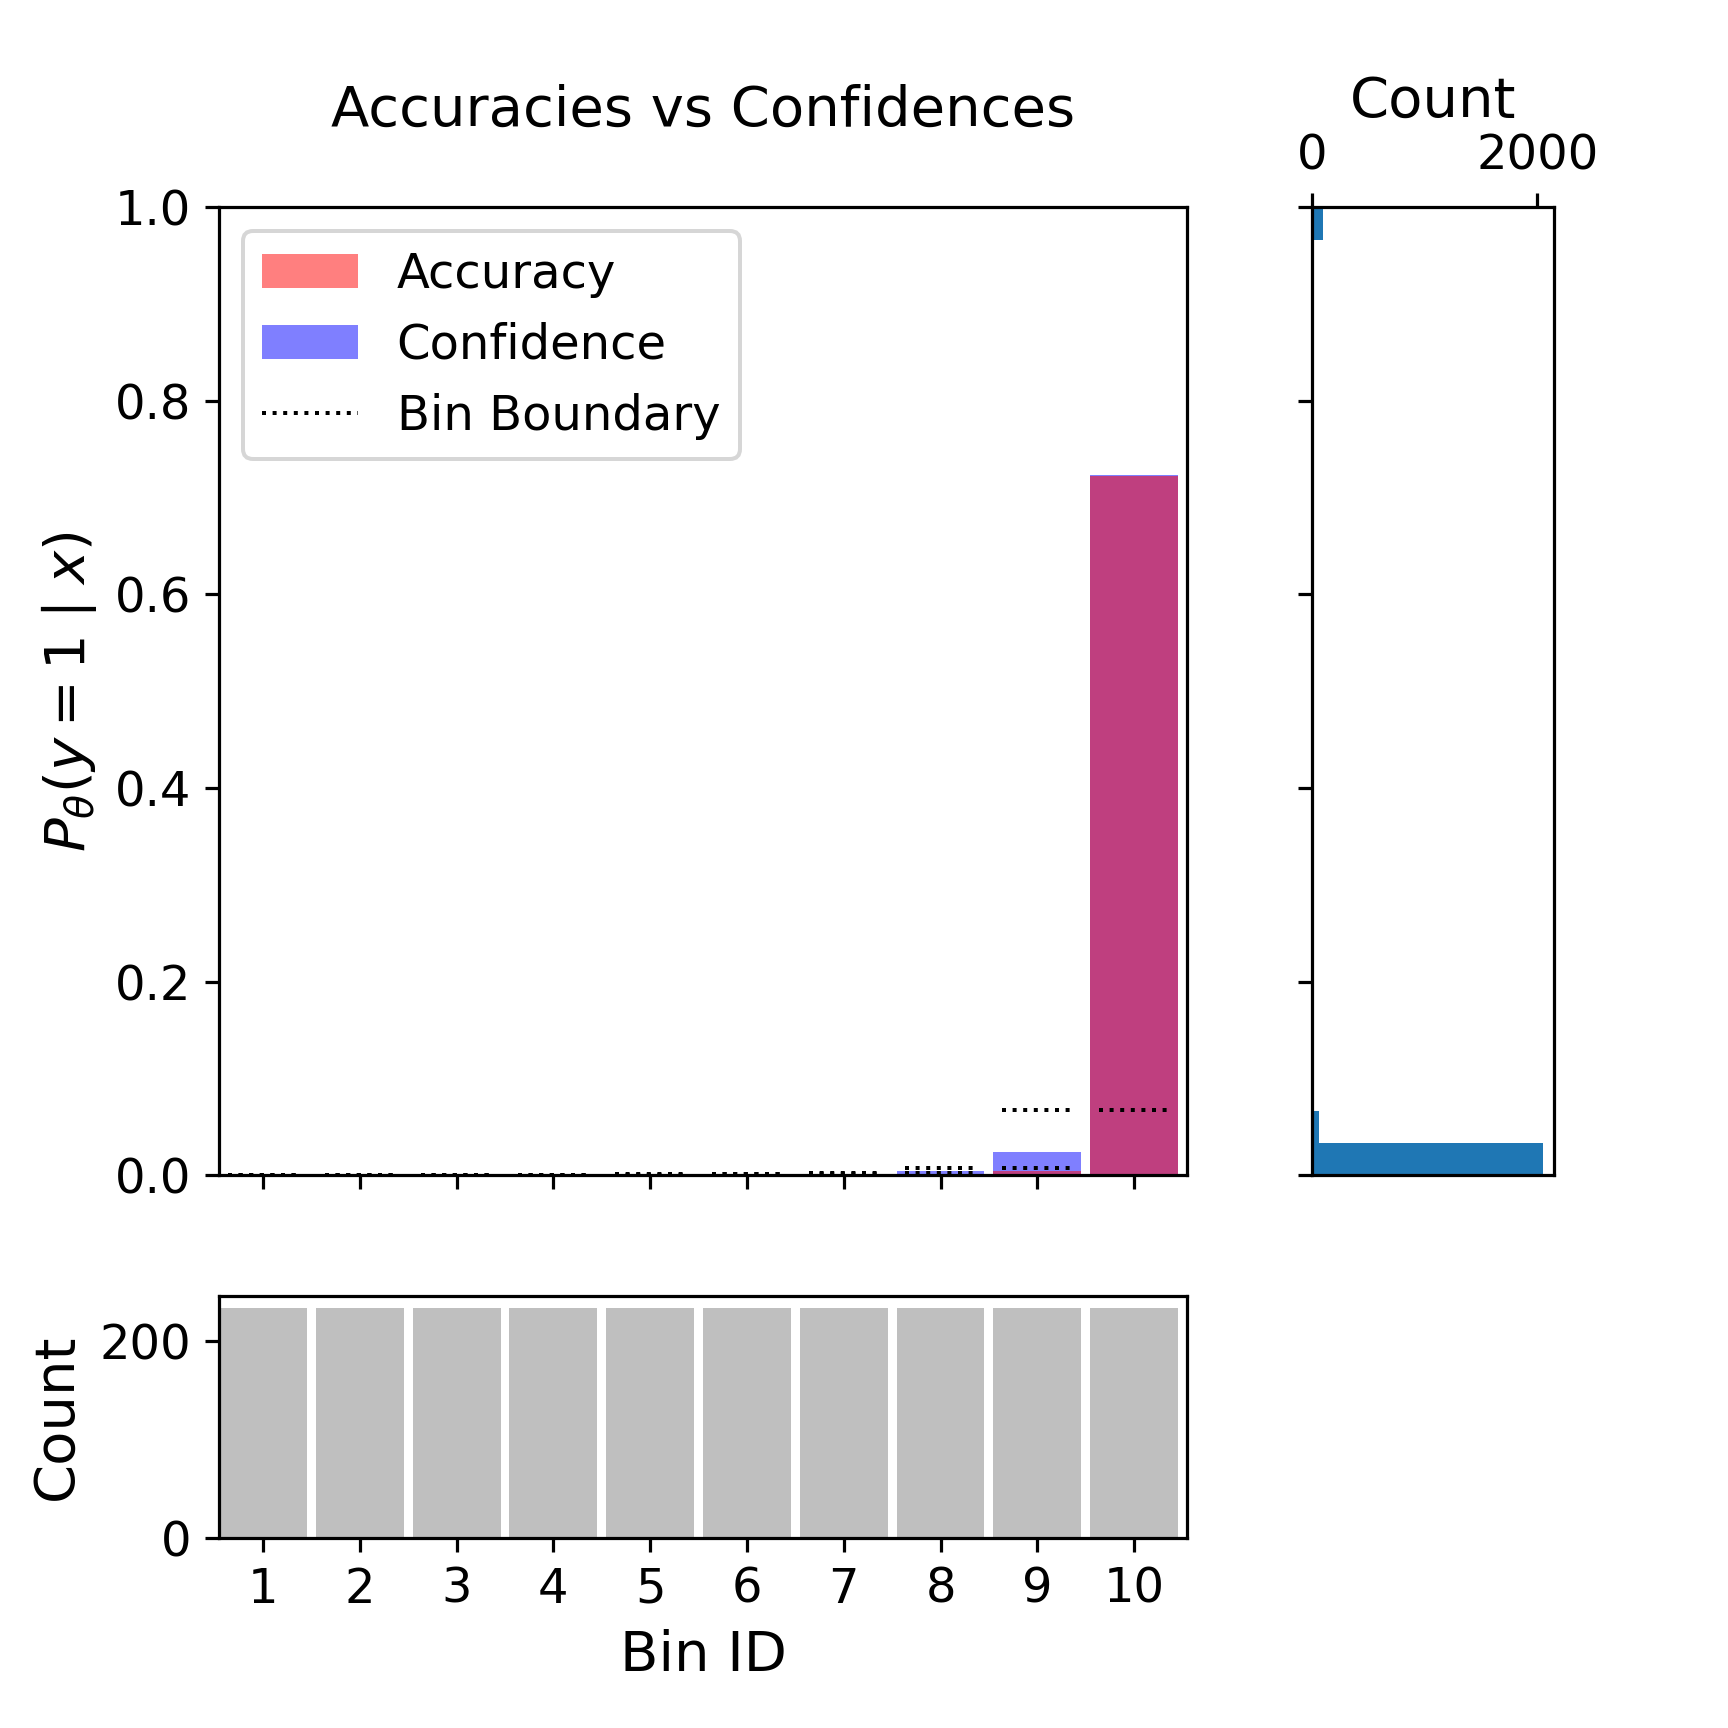 Accuracies vs Confidences
Count
0 2000
1.0
0.8
0.6
0.4
0.2
0.0
Accuracy
Confidence
Bin Boundary
P_θ(y = 1 | x)
Count
200
0
1 2 3 4 5 6 7 8 9 10
Bin ID